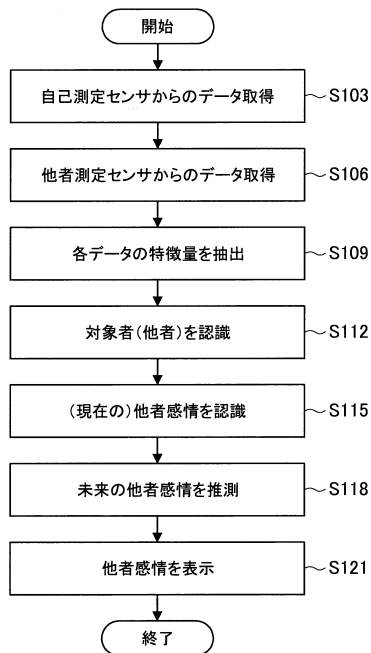 開始
自己測定センサからのデータ取得 S103
他者測定センサからのデータ取得 S106
各データの特徴量を抽出 S109
対象者(他者)を認識 S112
(現在の)他者感情を認識 S115
未来の他者感情を推測 S118
他者感情を表示 S121
終了